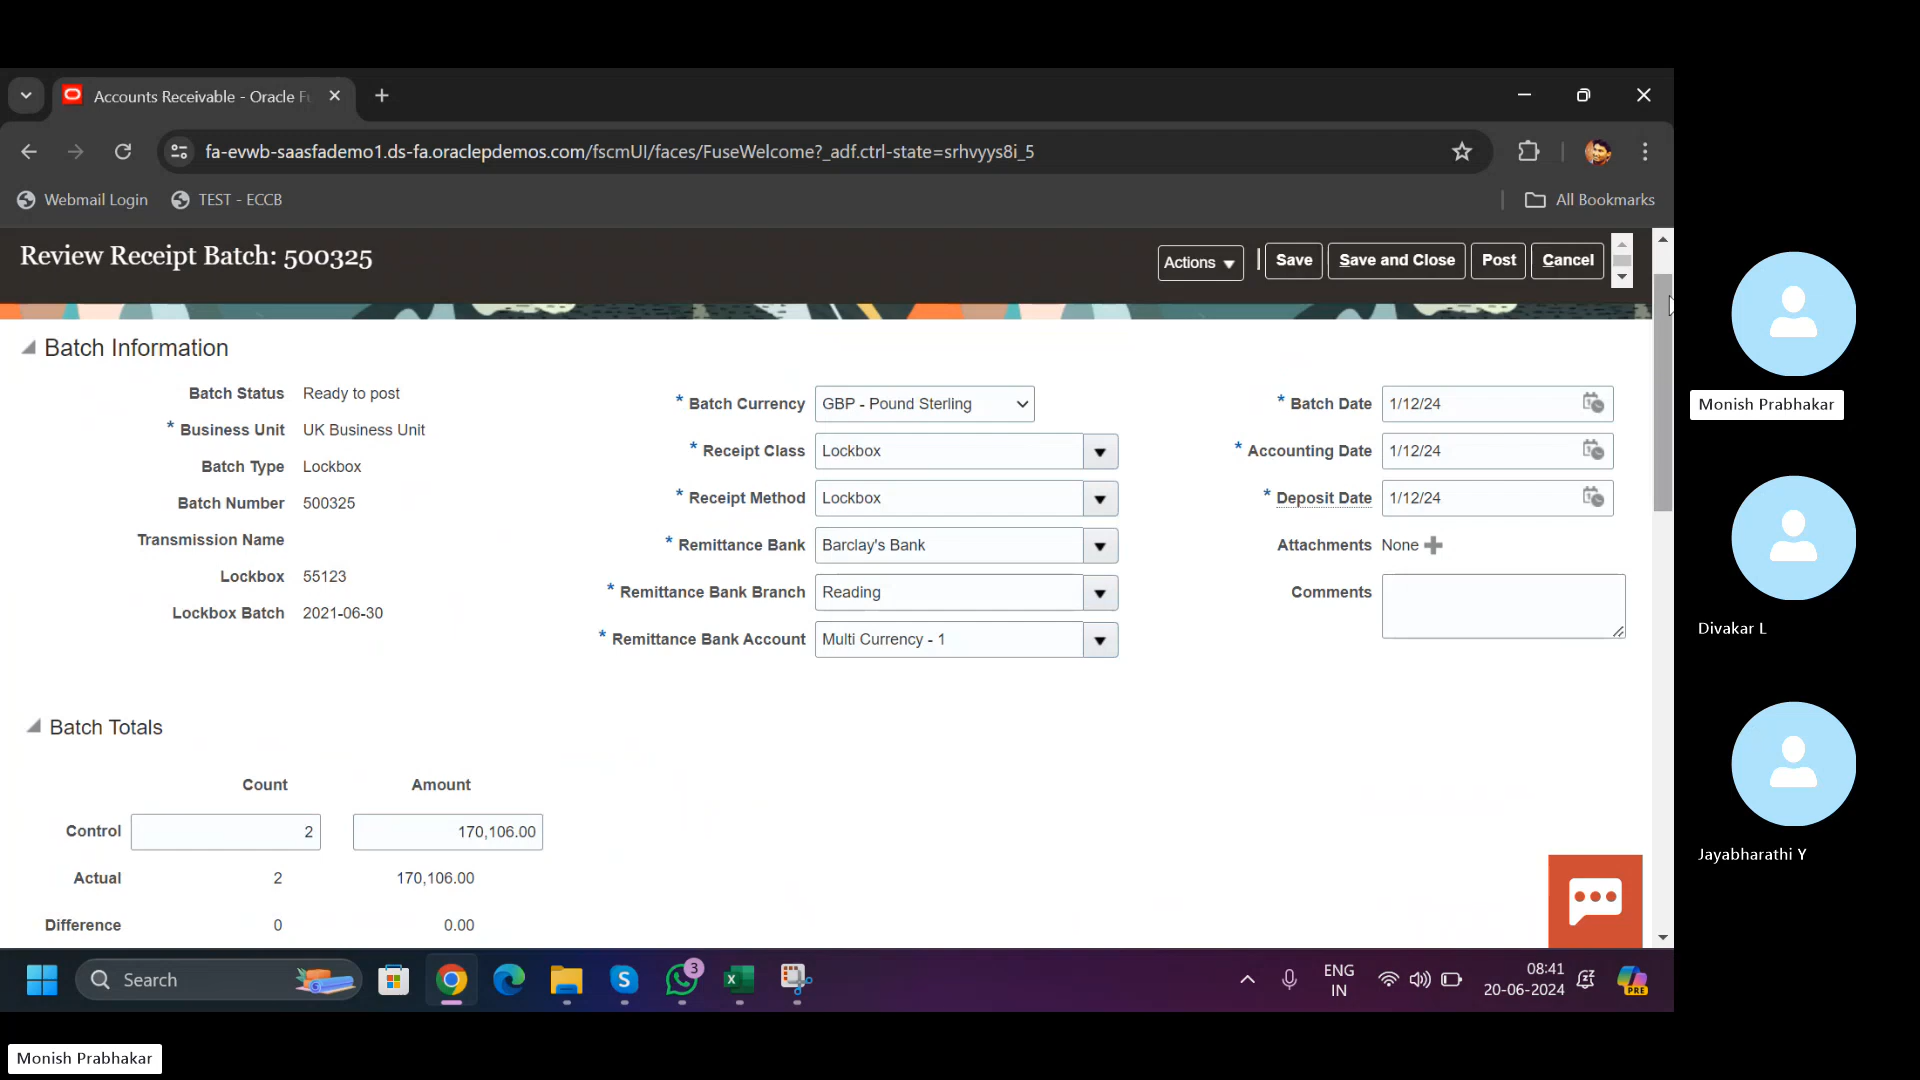 Accounts Receivable - Oracle Fu
fa-evwb-saasfademo1.ds-fa.oraclepdemos.com/fscmUI/faces/FuseWelcome?_adf.ctrl-state=srhvyys8i_5
Webmail Login
TEST - ECCB
All Bookmarks
Review Receipt Batch: 500325
Actions
Save
Save and Close
Post
Cancel
Batch Information
Batch Status Ready to post
* Business Unit UK Business Unit
Batch Type Lockbox
Batch Number 500325
Transmission Name
Lockbox 55123
Lockbox Batch 2021-06-30
* Batch Currency GBP - Pound Sterling
* Receipt Class Lockbox
* Receipt Method Lockbox
* Remittance Bank Barclay's Bank
* Remittance Bank Branch Reading
* Remittance Bank Account Multi Currency - 1
* Batch Date 1/12/24
* Accounting Date 1/12/24
* Deposit Date 1/12/24
Attachments None
Comments
Batch Totals
Count Amount
Control 2 170,106.00
Actual 2 170,106.00
Difference 0 0.00
Search
3
ENG
IN
08:41
20-06-2024
PRE
Monish Prabhakar
Divakar L
Jayabharathi Y
Monish Prabhakar